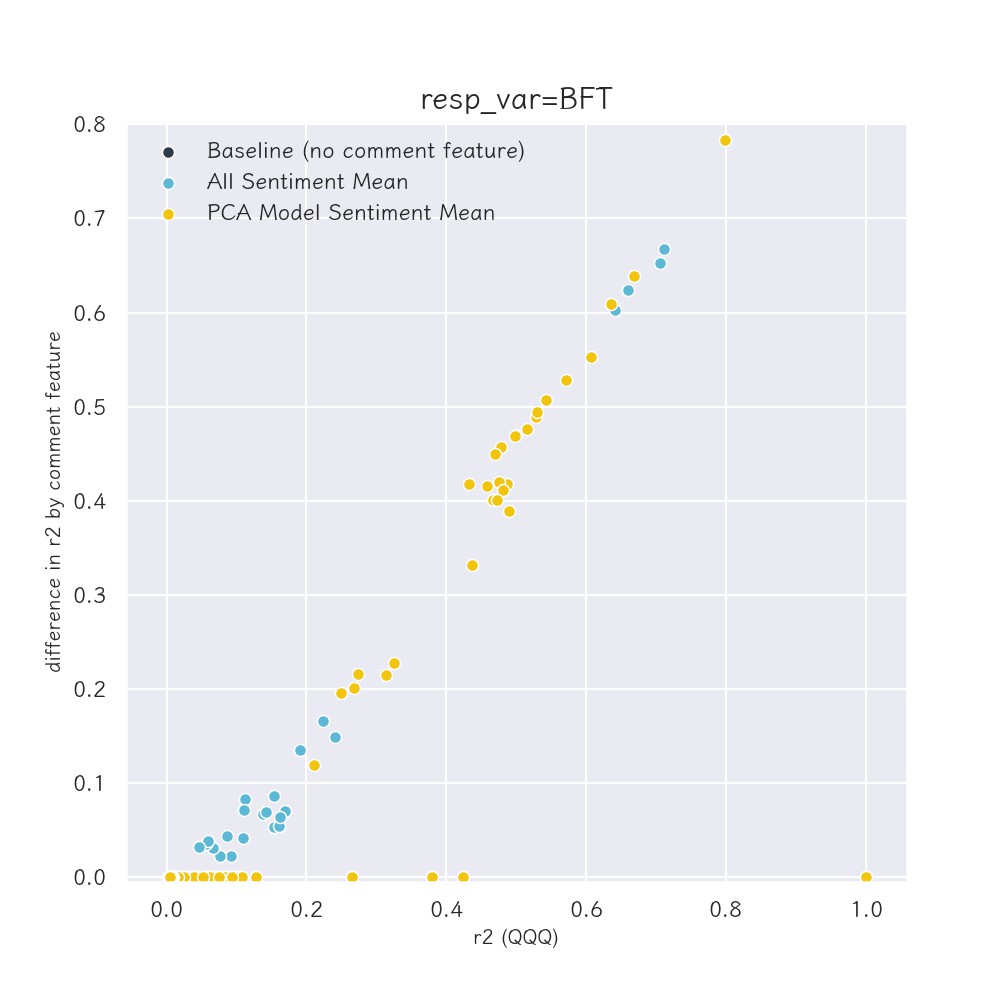 resp_var=BFT
Baseline (no comment feature)
All Sentiment Mean
PCA Model Sentiment Mean
difference in r2 by comment feature
0.8
0.7
0.6
0.5
0.4
0.3
0.2
0.1
0.0
0.0 0.2 0.4 0.6 0.8 1.0
r2 (QQQ)